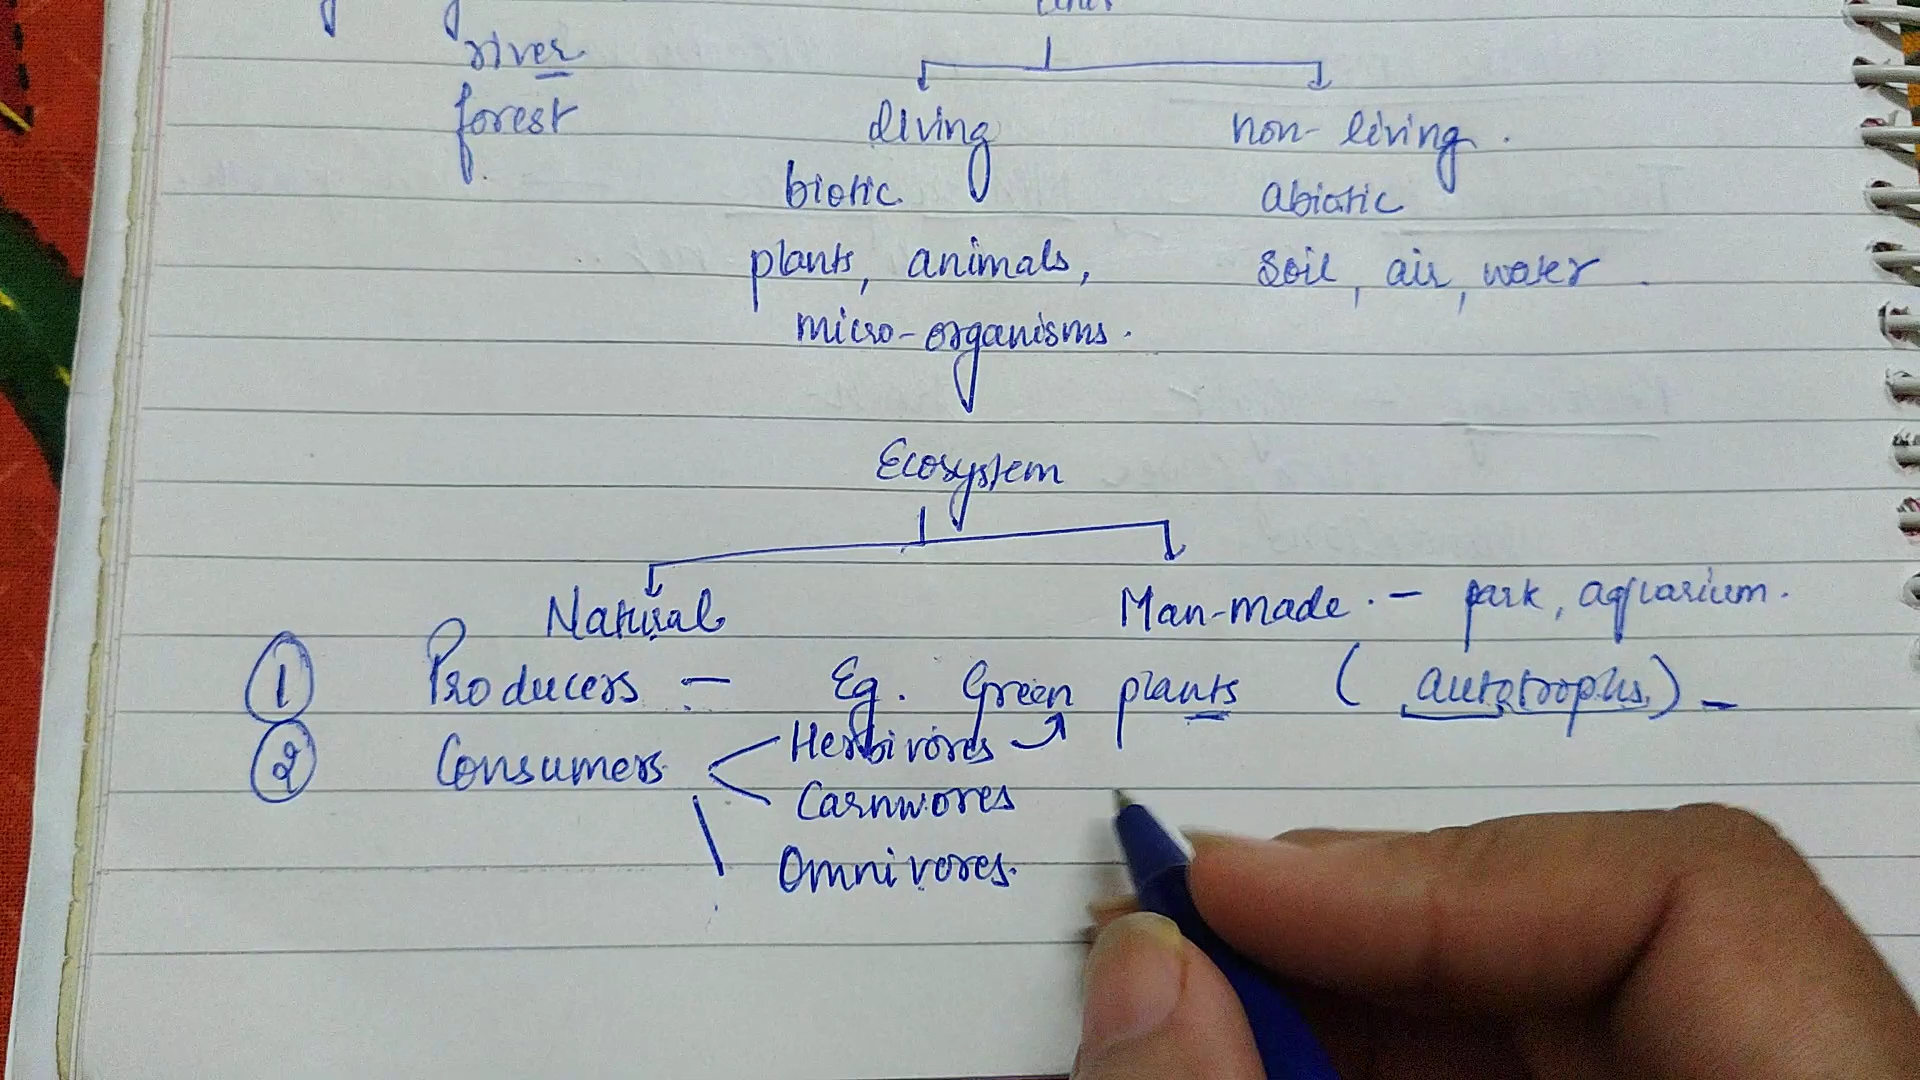 river
forest
living non-living.
biotic abiotic
plants, animals, soil, air, water.
micro-organisms.
Ecosystem
Natural Man-made. - park, aquarium.
① Producers - Eg. Green plants (autotrophs) -
② Consumers Herbivores
Carnivores
Omnivores.